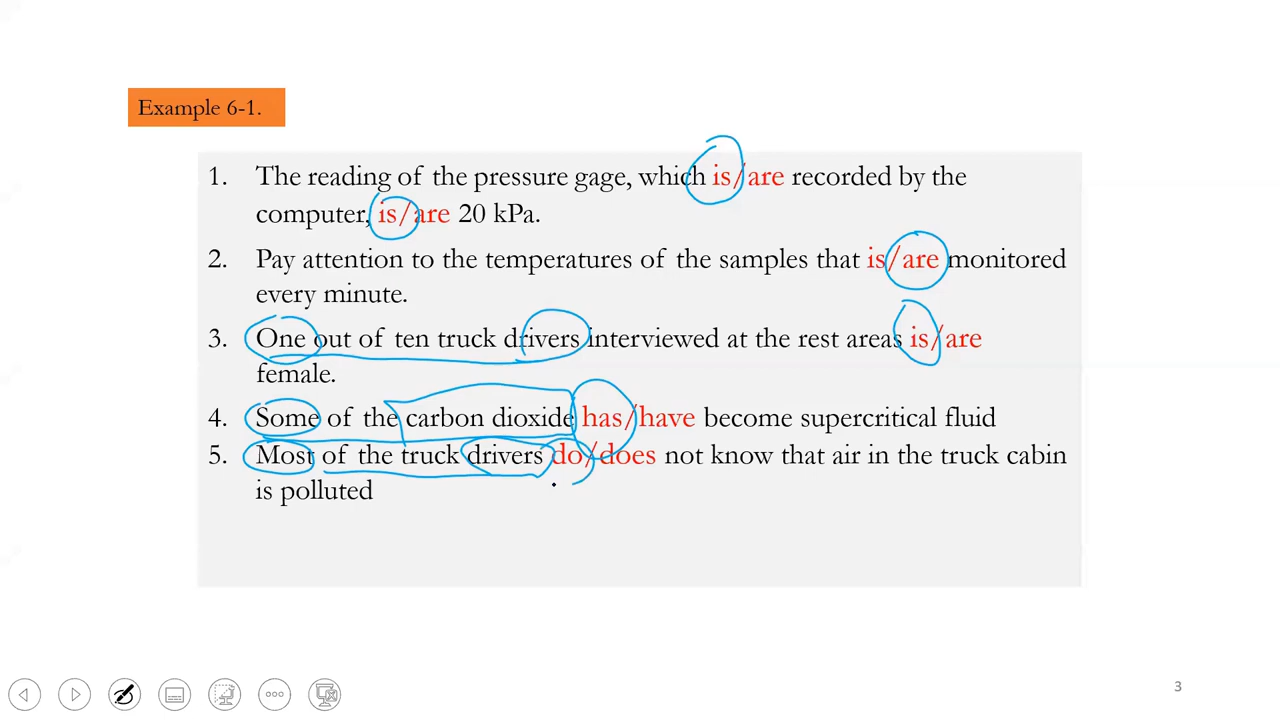 Example 6-1.
1. The reading of the pressure gage, which is/are recorded by the
computer, is/are 20 kPa.
2. Pay attention to the temperatures of the samples that is/are monitored
every minute.
3. One out of ten truck drivers interviewed at the rest areas is/are
female.
4. Some of the carbon dioxide has/have become supercritical fluid
5. Most of the truck drivers do/does not know that air in the truck cabin
is polluted
3